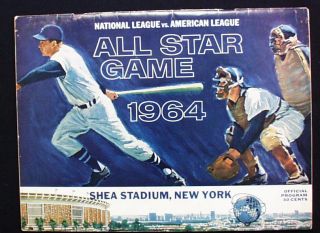 NATIONAL LEAGUE vs. AMERICAN LEAGUE
ALL STAR
GAME
1964
SHEA STADIUM, NEW YORK
OFFICIAL
PROGRAM
50 CENTS